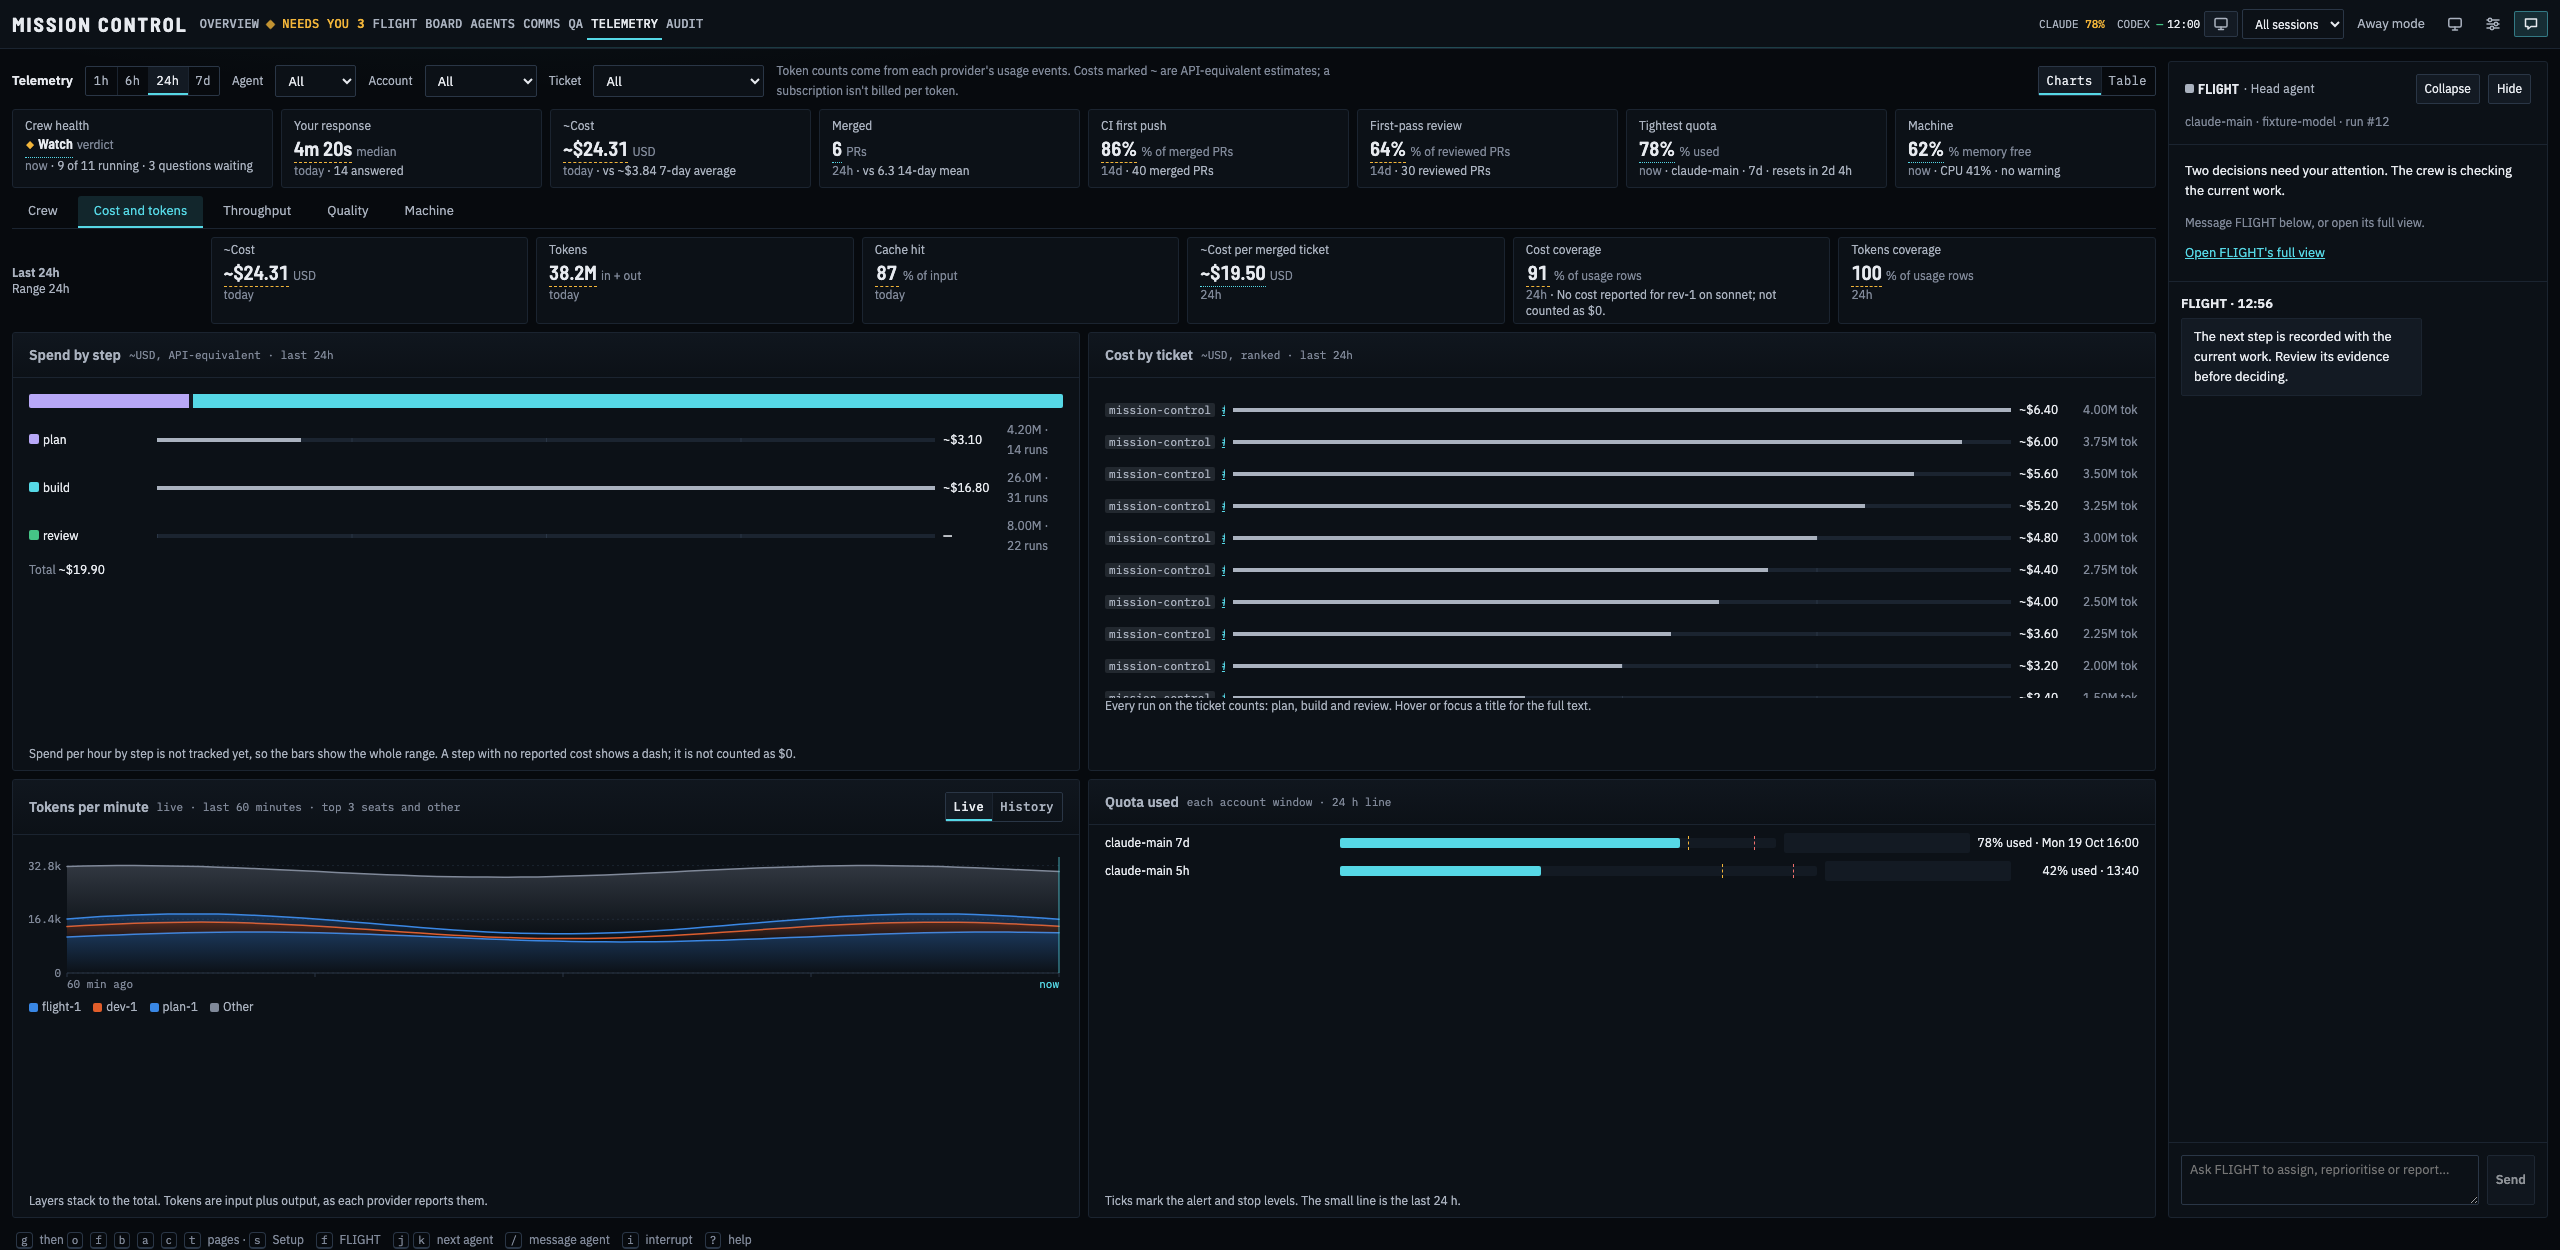 MISSION CONTROL OVERVIEW ◆ NEEDS YOU 3 FLIGHT BOARD AGENTS COMMS QA TELEMETRY AUDIT
CLAUDE 78% CODEX – 12:00 All sessions Away mode
Telemetry 1h 6h 24h 7d Agent All Account All Ticket All
Token counts come from each provider's usage events. Costs marked ~ are API-equivalent estimates; a
subscription isn't billed per token.
Charts Table
Crew health
◆ Watch verdict
now · 9 of 11 running · 3 questions waiting
Your response
4m 20s median
today · 14 answered
~Cost
~$24.31 USD
today · vs ~$3.84 7-day average
Merged
6 PRs
24h · vs 6.3 14-day mean
CI first push
86% % of merged PRs
14d · 40 merged PRs
First-pass review
64% % of reviewed PRs
14d · 30 reviewed PRs
Tightest quota
78% % used
now · claude-main · 7d · resets in 2d 4h
Machine
62% % memory free
now · CPU 41% · no warning
Crew Cost and tokens Throughput Quality Machine
Last 24h
Range 24h
~Cost
~$24.31 USD
today
Tokens
38.2M in + out
today
Cache hit
87 % of input
today
~Cost per merged ticket
~$19.50 USD
24h
Cost coverage
91 % of usage rows
24h · No cost reported for rev-1 on sonnet; not
counted as $0.
Tokens coverage
100 % of usage rows
24h
Spend by step ~USD, API-equivalent · last 24h
plan ~$3.10 4.20M ·
14 runs
build ~$16.80 26.0M ·
31 runs
review – 8.00M ·
22 runs
Total ~$19.90
Spend per hour by step is not tracked yet, so the bars show the whole range. A step with no reported cost shows a dash; it is not counted as $0.
Cost by ticket ~USD, ranked · last 24h
mission-control ~$6.40 4.00M tok
mission-control ~$6.00 3.75M tok
mission-control ~$5.60 3.50M tok
mission-control ~$5.20 3.25M tok
mission-control ~$4.80 3.00M tok
mission-control ~$4.40 2.75M tok
mission-control ~$4.00 2.50M tok
mission-control ~$3.60 2.25M tok
mission-control ~$3.20 2.00M tok
mission-control ~$2.40 1.50M tok
Every run on the ticket counts: plan, build and review. Hover or focus a title for the full text.
Tokens per minute live · last 60 minutes · top 3 seats and other
Live History
32.8k
16.4k
0
60 min ago now
flight-1 dev-1 plan-1 Other
Layers stack to the total. Tokens are input plus output, as each provider reports them.
Quota used each account window · 24 h line
claude-main 7d 78% used · Mon 19 Oct 16:00
claude-main 5h 42% used · 13:40
Ticks mark the alert and stop levels. The small line is the last 24 h.
FLIGHT · Head agent Collapse Hide
claude-main · fixture-model · run #12
Two decisions need your attention. The crew is checking
the current work.
Message FLIGHT below, or open its full view.
Open FLIGHT's full view
FLIGHT · 12:56
The next step is recorded with the
current work. Review its evidence
before deciding.
Ask FLIGHT to assign, reprioritise or report...
Send
g then o f b a c t pages · s Setup f FLIGHT j k next agent / message agent i interrupt ? help